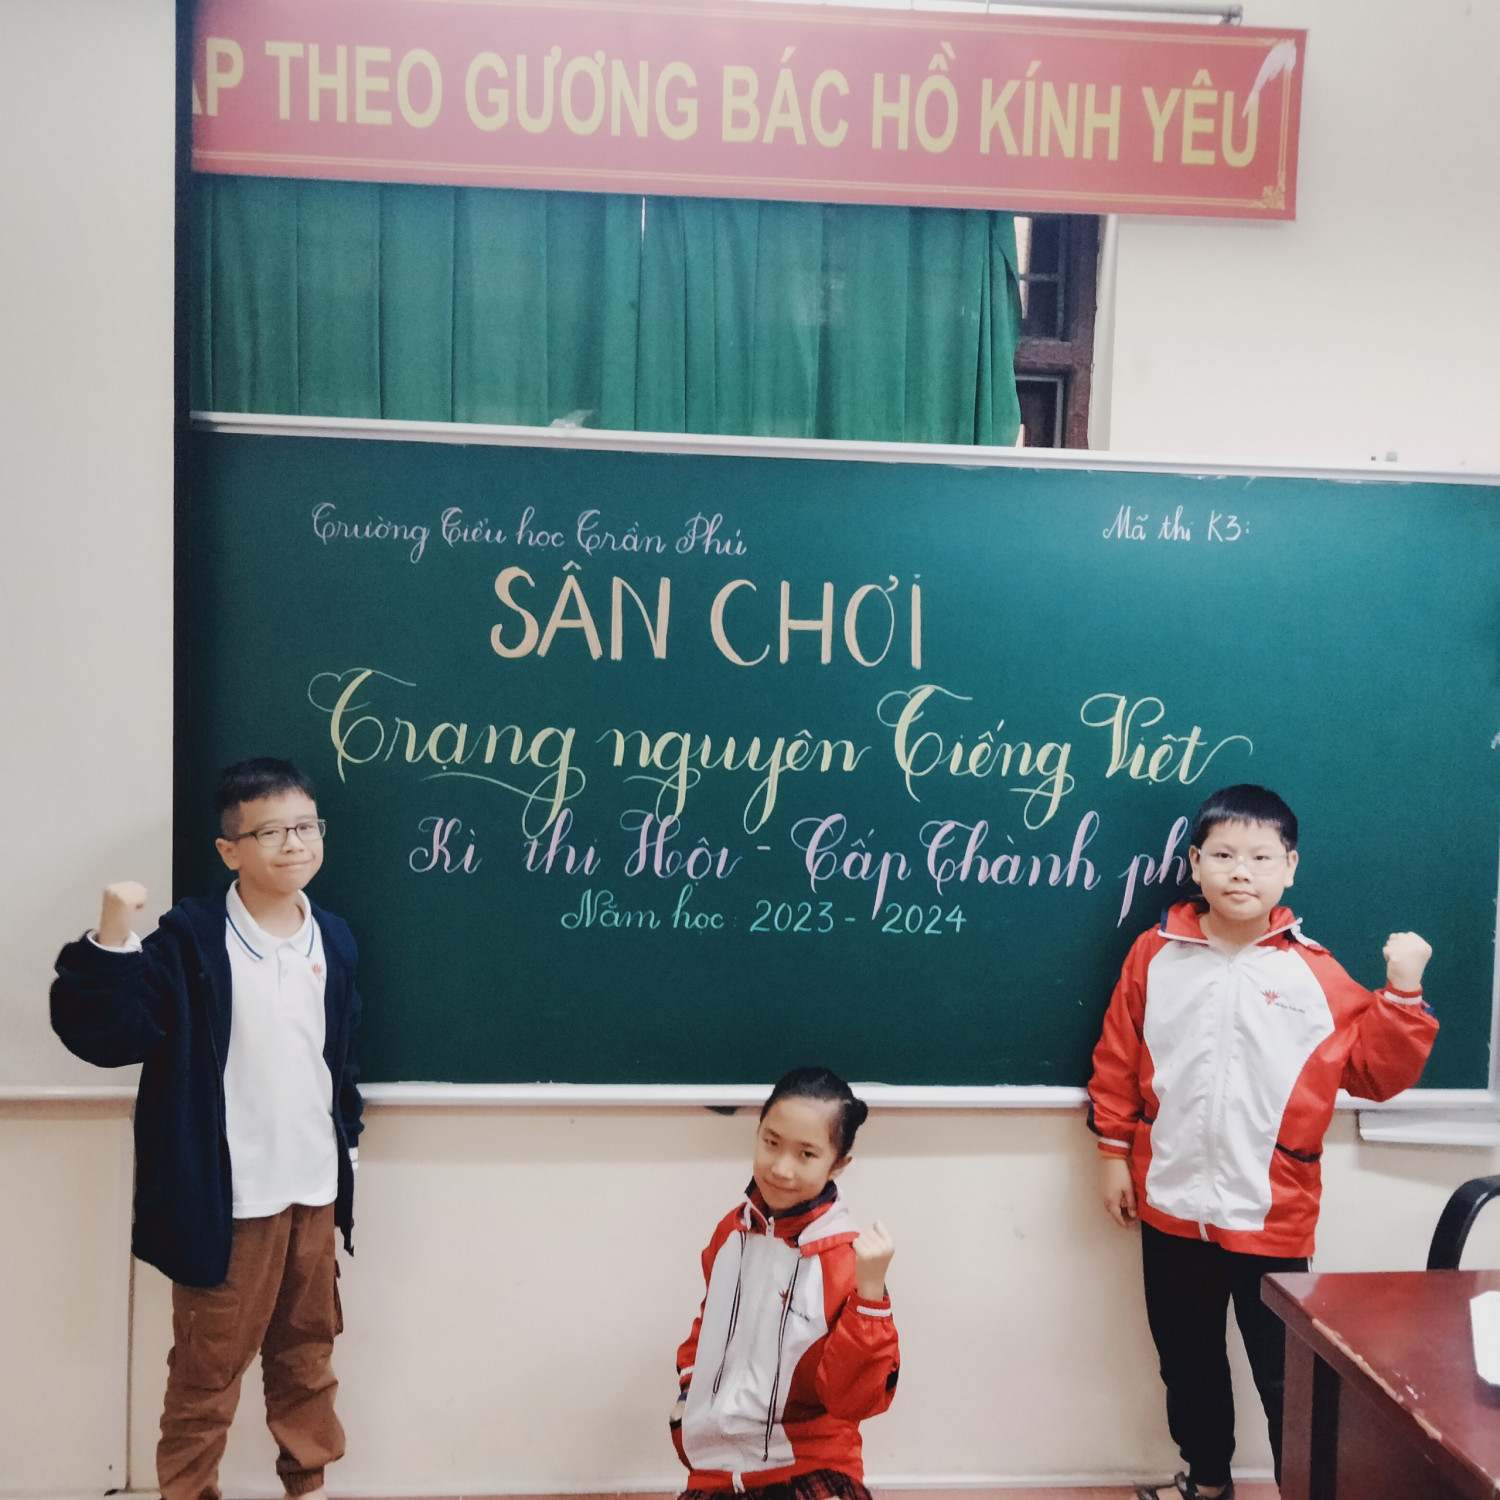 P THEO GƯƠNG BÁC HỒ KÍNH YÊU
Trường Tiểu học Trần Phú
Mã thi K3:
SÂN CHƠI
Trạng nguyên Tiếng Việt
Kì thi Hội - Cấp Thành ph
Năm học: 2023 - 2024